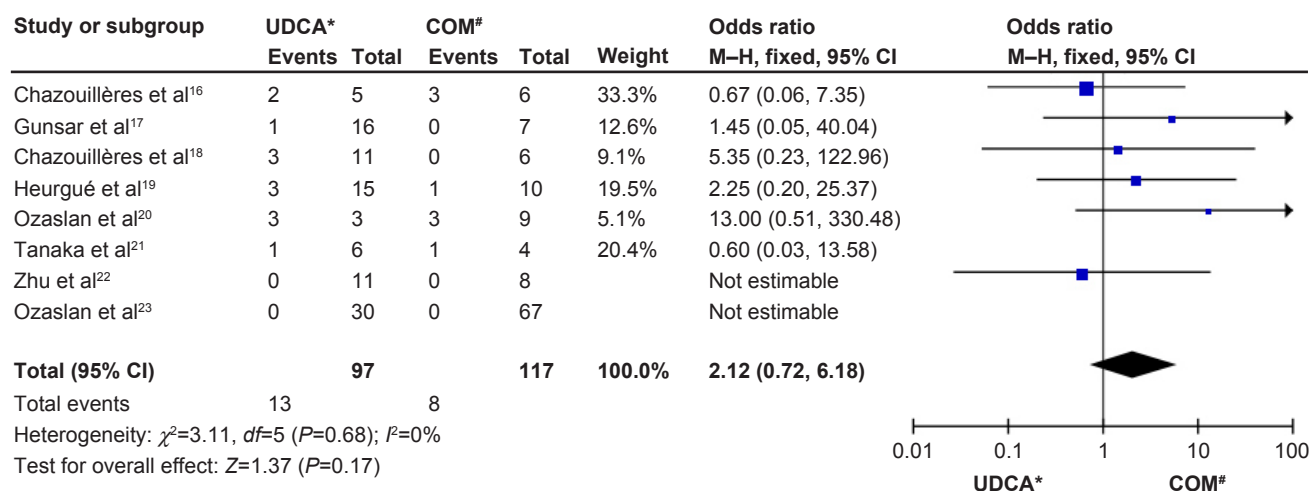 Study or subgroup UDCA* COM# Odds ratio Odds ratio
Events Total Events Total Weight M–H, fixed, 95% CI M–H, fixed, 95% CI
Chazouillères et al16 2 5 3 6 33.3% 0.67 (0.06, 7.35)
Gunsar et al17 1 16 0 7 12.6% 1.45 (0.05, 40.04)
Chazouillères et al18 3 11 0 6 9.1% 5.35 (0.23, 122.96)
Heurgué et al19 3 15 1 10 19.5% 2.25 (0.20, 25.37)
Ozaslan et al20 3 3 3 9 5.1% 13.00 (0.51, 330.48)
Tanaka et al21 1 6 1 4 20.4% 0.60 (0.03, 13.58)
Zhu et al22 0 11 0 8 Not estimable
Ozaslan et al23 0 30 0 67 Not estimable
Total (95% CI) 97 117 100.0% 2.12 (0.72, 6.18)
Total events 13 8
Heterogeneity: χ2=3.11, df=5 (P=0.68); I2=0%
Test for overall effect: Z=1.37 (P=0.17)
0.01 0.1 1 10 100
UDCA* COM#